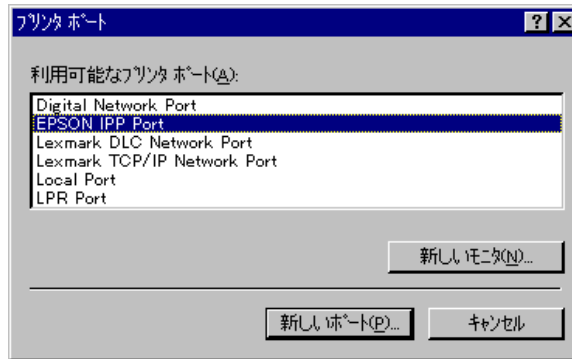 プリンタ ポート
利用可能なプリンタ ポート(A):
Digital Network Port
EPSON IPP Port
Lexmark DLC Network Port
Lexmark TCP/IP Network Port
Local Port
LPR Port
新しいモニタ(N)...
新しいポート(P)...
キャンセル